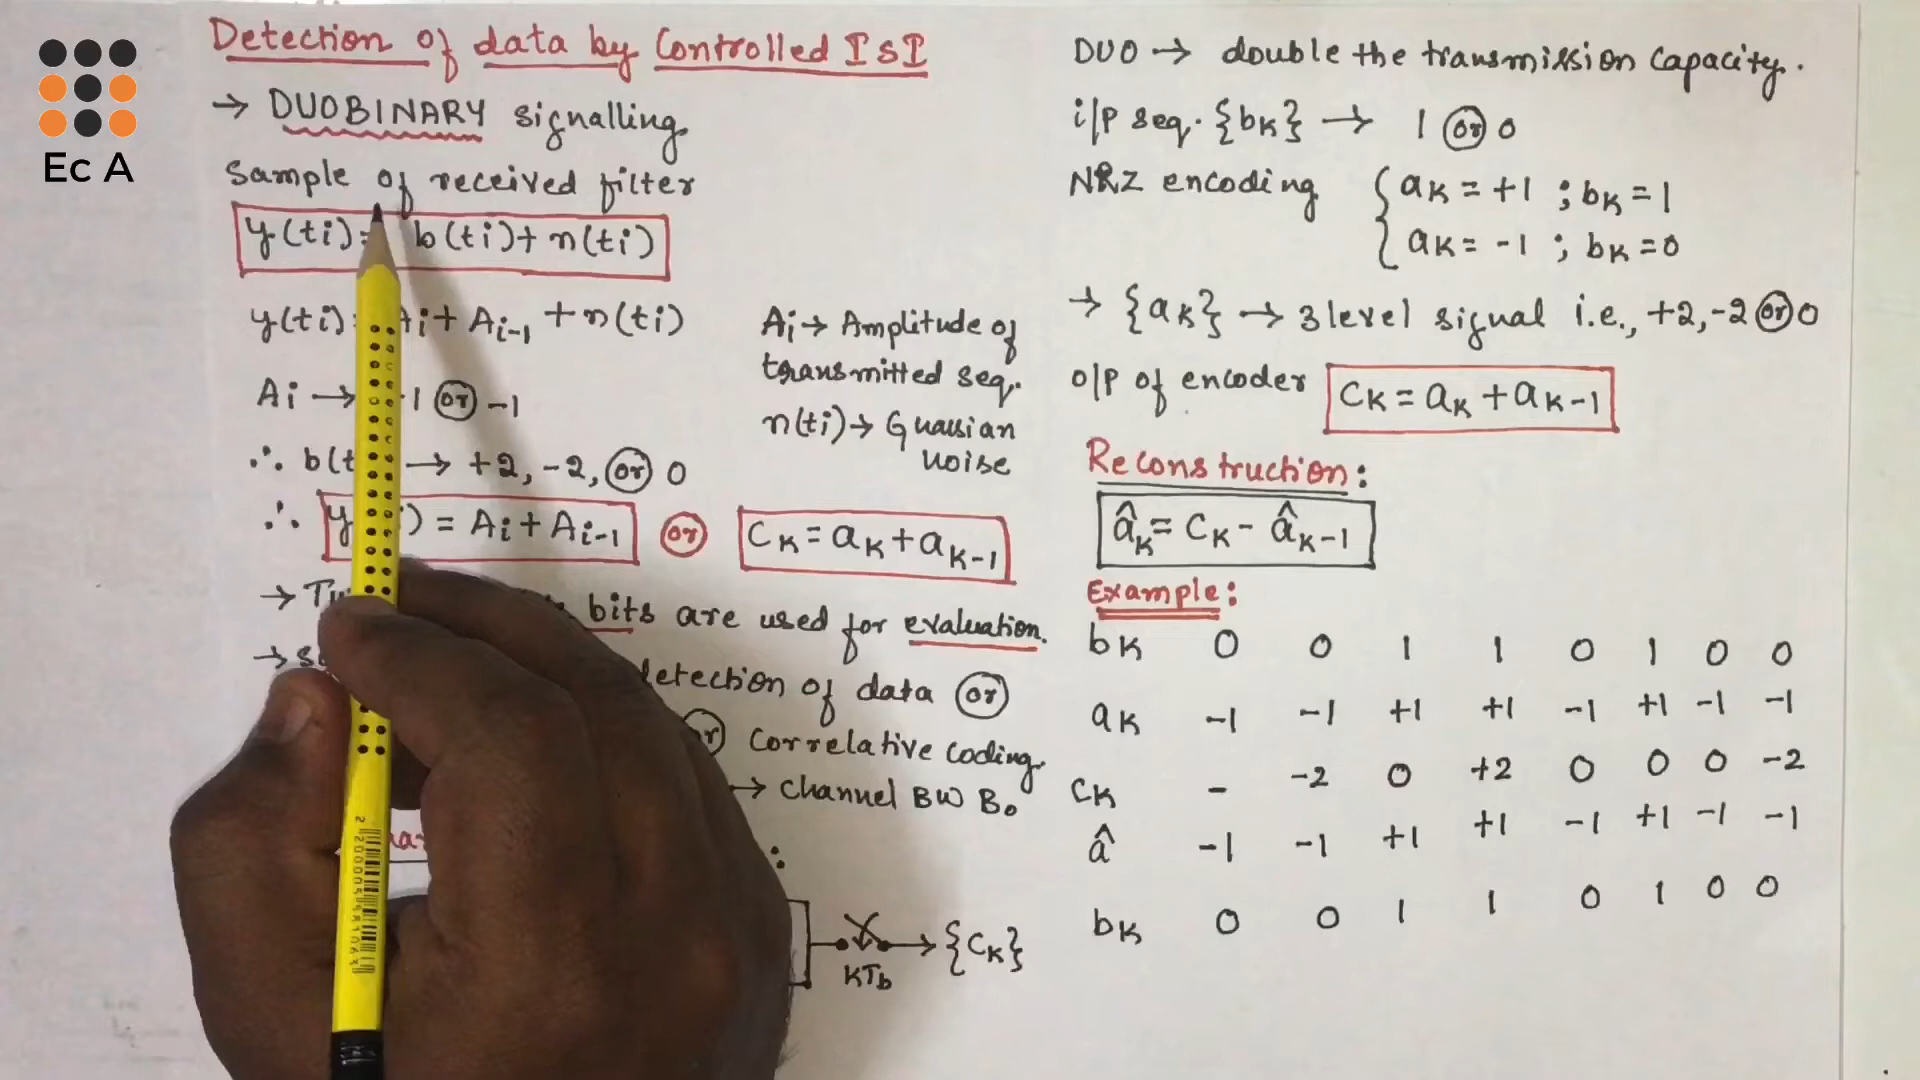 Ec A
Detection of data by Controlled ISI
→ DUOBINARY signalling
Sample of received filter
y(ti)= b(ti)+ n(ti)
y(ti) Ai + Ai-1 + n(ti)
Ai → Amplitude of
transmitted seq.
n(ti) → Guassian
noise
Ai → 1 or -1
∴ b(t → +2, -2, or 0
∴ y i) = Ai + Ai-1 or CK = aK + aK-1
→ bits are used for evaluation.
→ detection of data or
or Correlative coding.
→ Channel BW Bo
KTb
{CK}
DUO → double the transmission Capacity.
i/p seq. {bK} → 1 or 0
NRZ encoding { aK = +1 ; bK = 1
aK = -1 ; bK = 0
→ {aK} → 3 level signal i.e., +2, -2 or 0
O/P of encoder CK = aK + aK-1
Reconstruction:
âK = CK - âK-1
Example:
bK 0 0 1 1 0 1 0 0
aK -1 -1 +1 +1 -1 +1 -1 -1
CK - -2 0 +2 0 0 0 -2
â -1 -1 +1 +1 -1 +1 -1 -1
bK 0 0 1 1 0 1 0 0